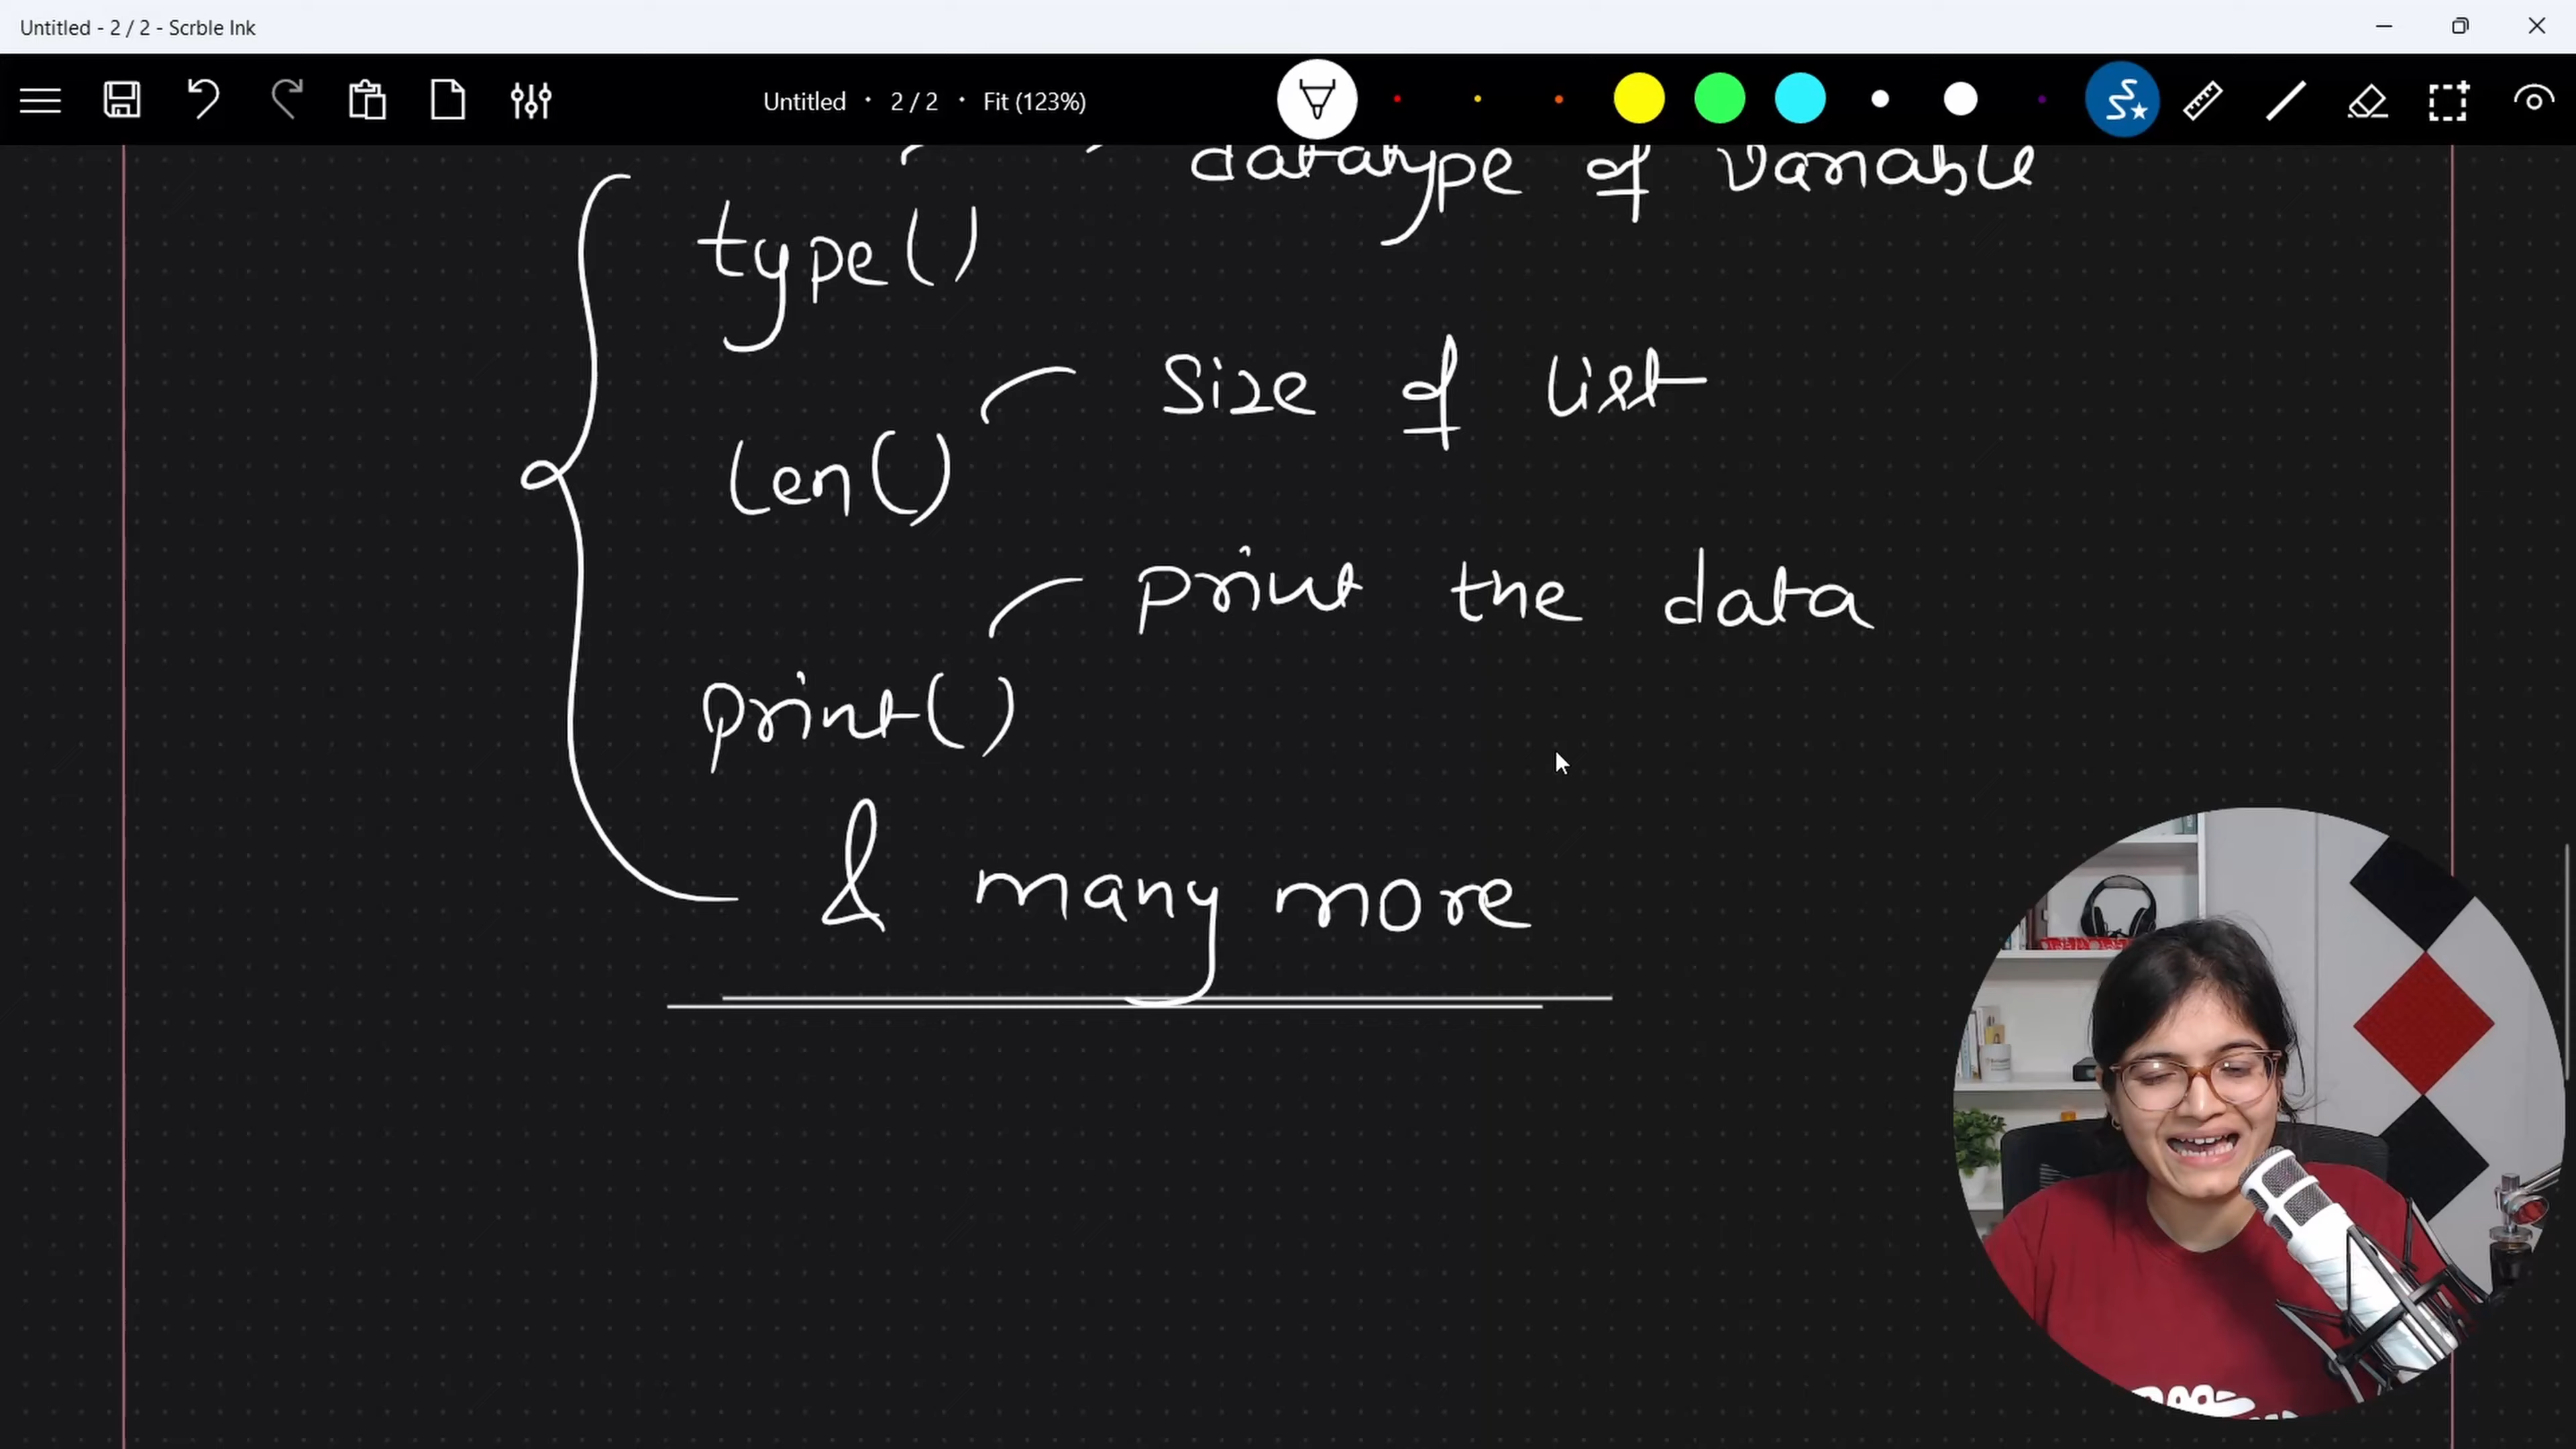 Untitled - 2 / 2 - Scrble Ink
Untitled • 2 / 2 • Fit (123%)
datatype of variable
type()
Size of list
len()
print the data
print()
& many more